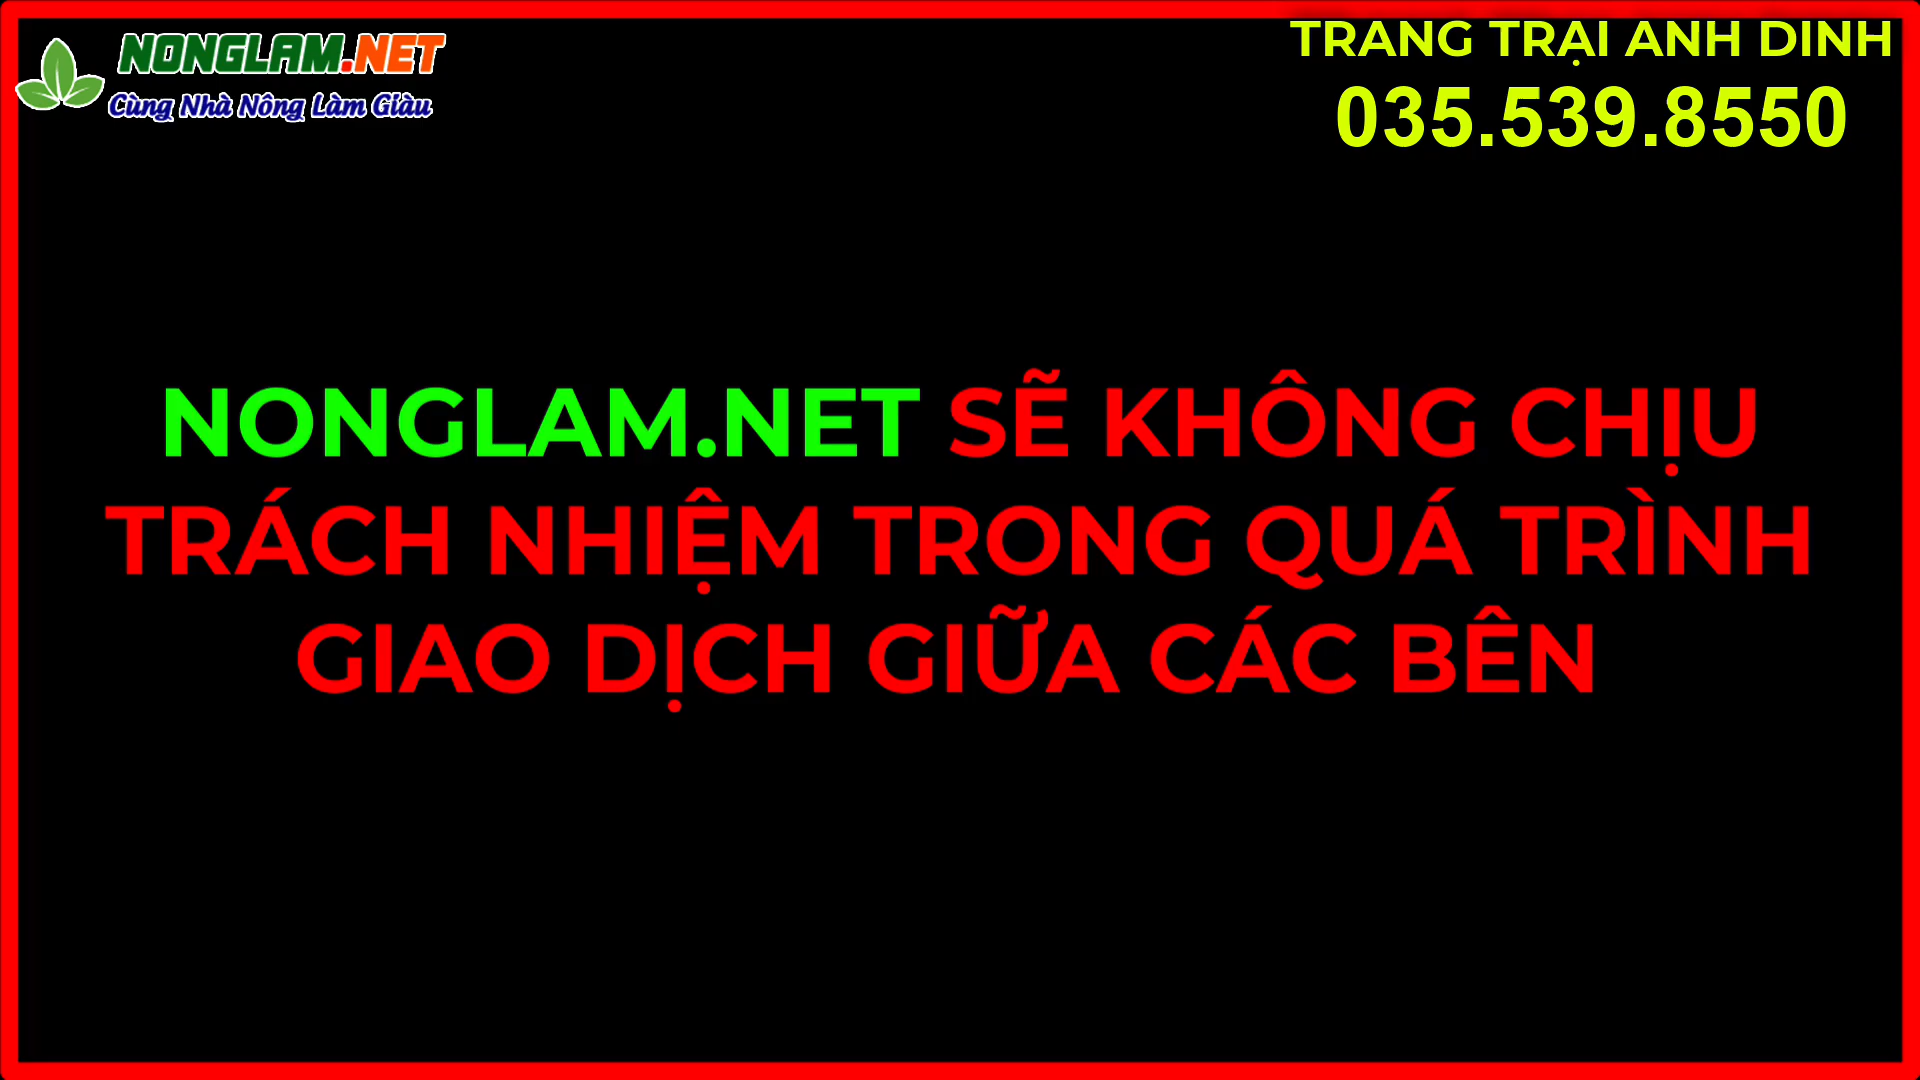 NONGLAM.NET
Cùng Nhà Nông Làm Giàu
TRANG TRẠI ANH DINH
035.539.8550
NONGLAM.NET SẼ KHÔNG CHỊU
TRÁCH NHIỆM TRONG QUÁ TRÌNH
GIAO DỊCH GIỮA CÁC BÊN